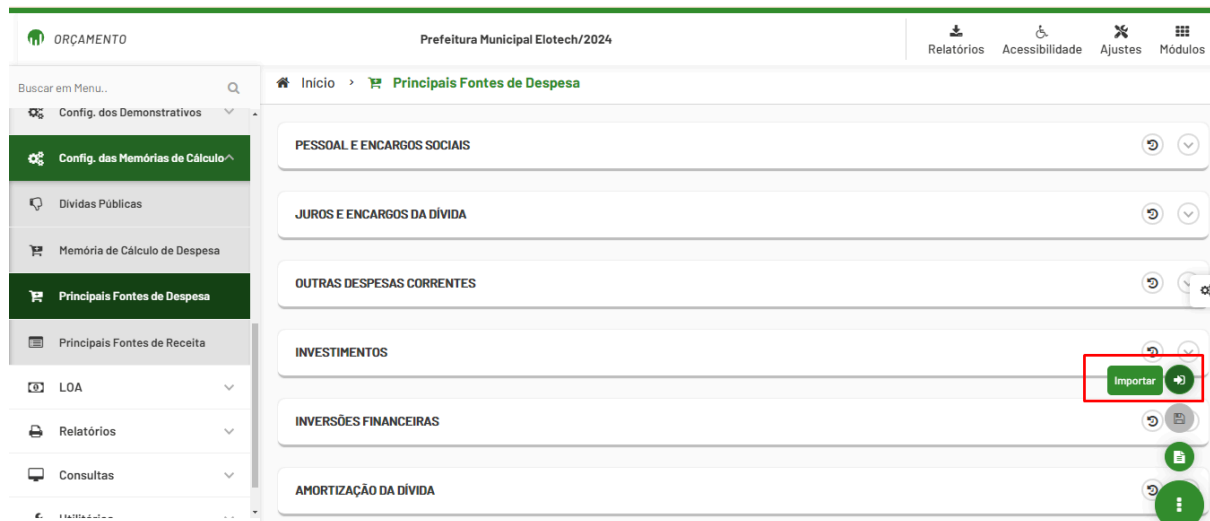 ORÇAMENTO
Prefeitura Municipal Elotech/2024
Relatórios
Acessibilidade
Ajustes
Módulos
Buscar em Menu..
Início > Principais Fontes de Despesa
Config. dos Demonstrativos
Config. das Memórias de Cálculo
Dívidas Públicas
Memória de Cálculo de Despesa
Principais Fontes de Despesa
Principais Fontes de Receita
LOA
Relatórios
Consultas
Utilitários
PESSOAL E ENCARGOS SOCIAIS
JUROS E ENCARGOS DA DÍVIDA
OUTRAS DESPESAS CORRENTES
INVESTIMENTOS
Importar
INVERSÕES FINANCEIRAS
AMORTIZAÇÃO DA DÍVIDA